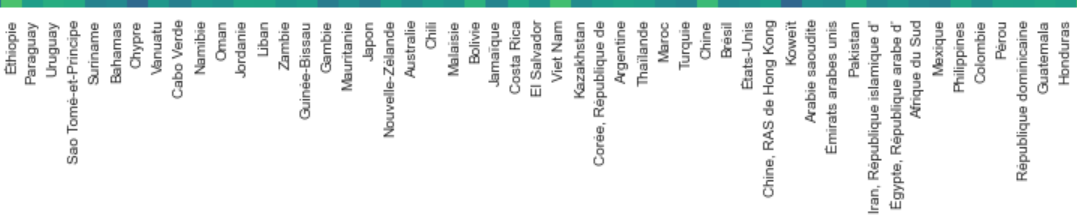 Éthiopie
Paraguay
Uruguay
Sao Tomé-et-Principe
Suriname
Bahamas
Chypre
Vanuatu
Cabo Verde
Namibie
Oman
Jordanie
Liban
Zambie
Guinée-Bissau
Gambie
Mauritanie
Japon
Nouvelle-Zélande
Australie
Chili
Malaisie
Bolivie
Jamaïque
Costa Rica
El Salvador
Viet Nam
Kazakhstan
Corée, République de
Argentine
Thaïlande
Maroc
Turquie
Chine
Brésil
États-Unis
Chine, RAS de Hong Kong
Koweït
Arabie saoudite
Émirats arabes unis
Pakistan
Iran, République islamique d'
Égypte, République arabe d'
Afrique du Sud
Mexique
Philippines
Colombie
Pérou
République dominicaine
Guatemala
Honduras